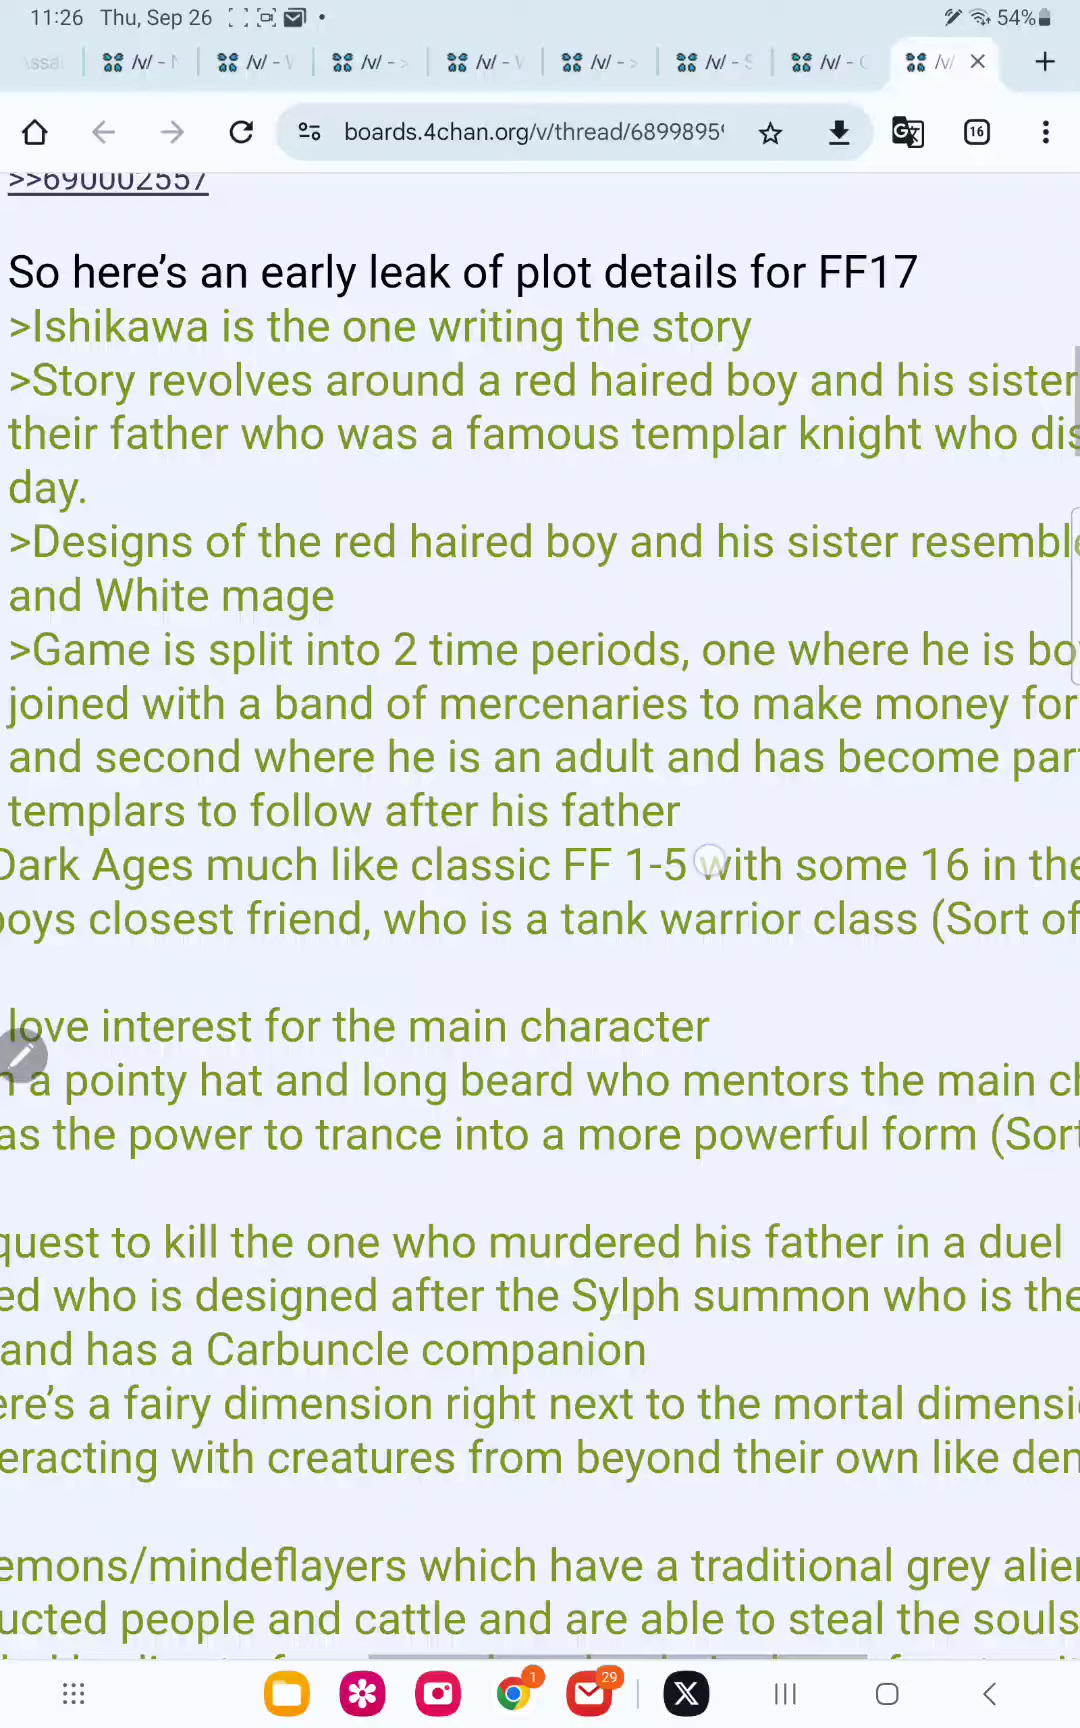 11:26 Thu, Sep 26
54%
/v/ - /v/ - /v/ - > /v/ - /v/ - > /v/ - S /v/ - /v/
boards.4chan.org/v/thread/6899895
16
>>690002557
So here’s an early leak of plot details for FF17
>Ishikawa is the one writing the story
>Story revolves around a red haired boy and his sister
their father who was a famous templar knight who dis
day.
>Designs of the red haired boy and his sister resembl
and White mage
>Game is split into 2 time periods, one where he is bo
joined with a band of mercenaries to make money for
and second where he is an adult and has become par
templars to follow after his father
Dark Ages much like classic FF 1-5 with some 16 in the
boys closest friend, who is a tank warrior class (Sort of
love interest for the main character
a pointy hat and long beard who mentors the main ch
as the power to trance into a more powerful form (Sort
quest to kill the one who murdered his father in a duel
ed who is designed after the Sylph summon who is the
and has a Carbuncle companion
ere’s a fairy dimension right next to the mortal dimensi
eracting with creatures from beyond their own like den
emons/mindeflayers which have a traditional grey alien
ucted people and cattle and are able to steal the souls
1
29